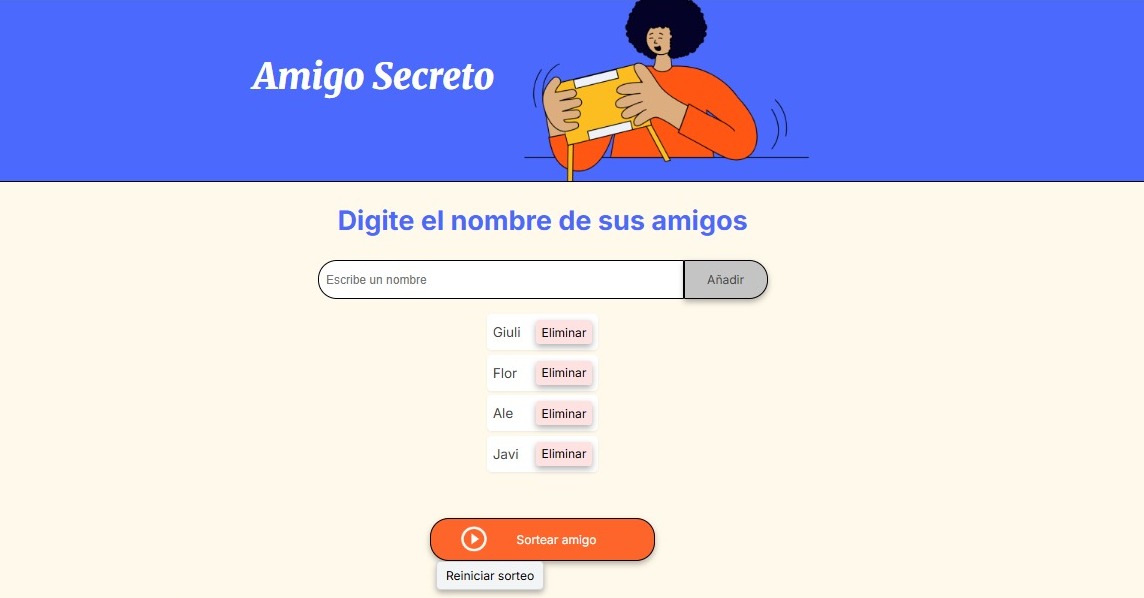 Amigo Secreto
Digite el nombre de sus amigos
Escribe un nombre Añadir
Giuli Eliminar
Flor Eliminar
Ale Eliminar
Javi Eliminar
Sortear amigo
Reiniciar sorteo